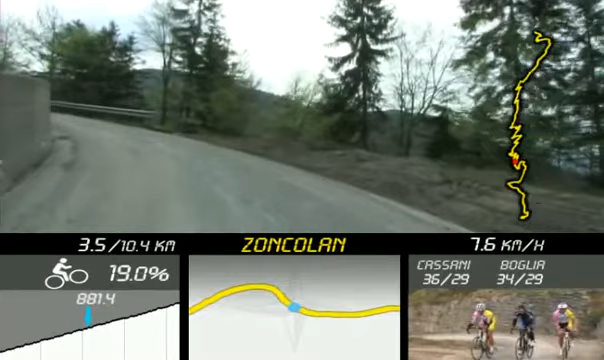 3.5/10.4 KM
ZONCOLAN
7.6 KM/H
19.0%
881.4
CASSANI BOGLIA
36/29 34/29